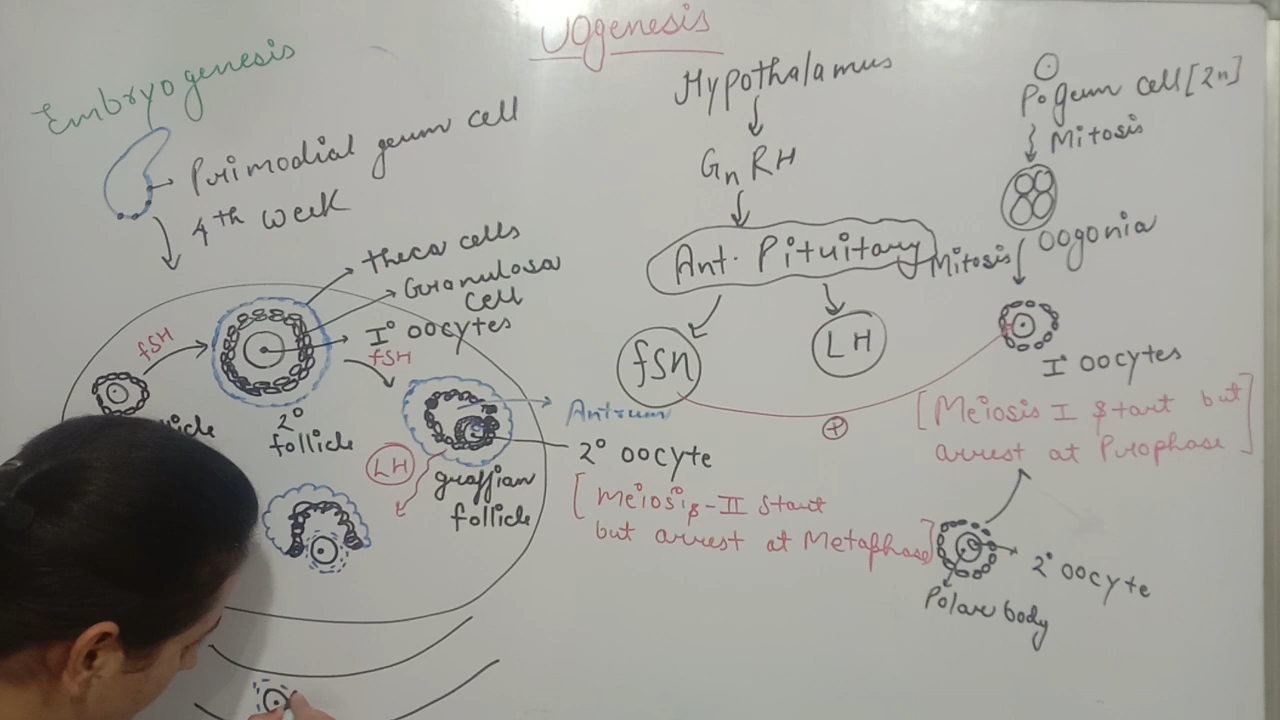 OOgenesis
Embryogenesis
Primodial germ cell
4th week
theca cells
Granulosa
cell
I° oocytes
fSH
fSH
2°
follicle
Antrum
2° oocyte
LH
graffian
follicle
[Meiosis-II start
but arrest at Metaphase]
Hypothalamus
GnRH
Ant. Pituitary
fSH
LH
+
P.germ cell [2n]
Mitosis
Oogonia
Mitosis
I° oocytes
[Meiosis I start but
arrest at Prophase]
2° oocyte
Polar body